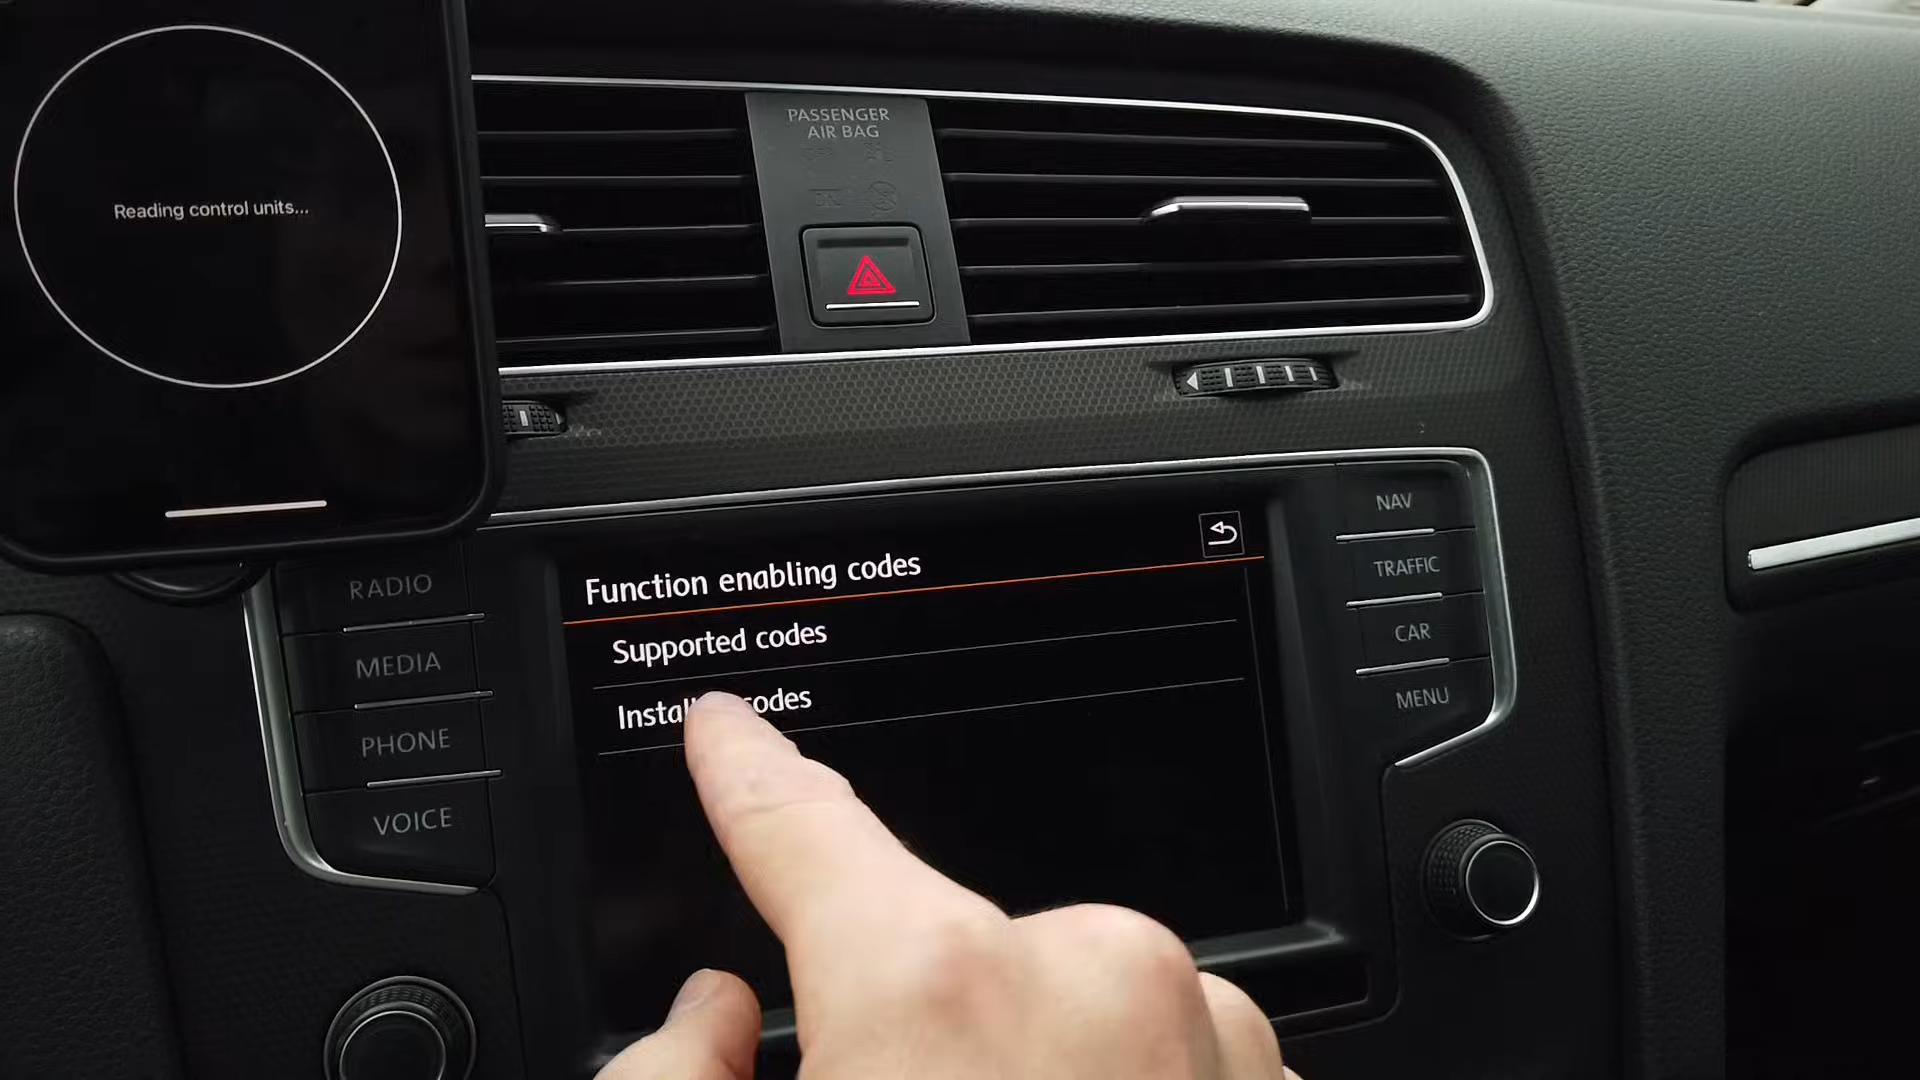 Reading control units...
PASSENGER
AIR BAG
RADIO
MEDIA
PHONE
VOICE
Function enabling codes
Supported codes
codes
NAV
TRAFFIC
CAR
MENU